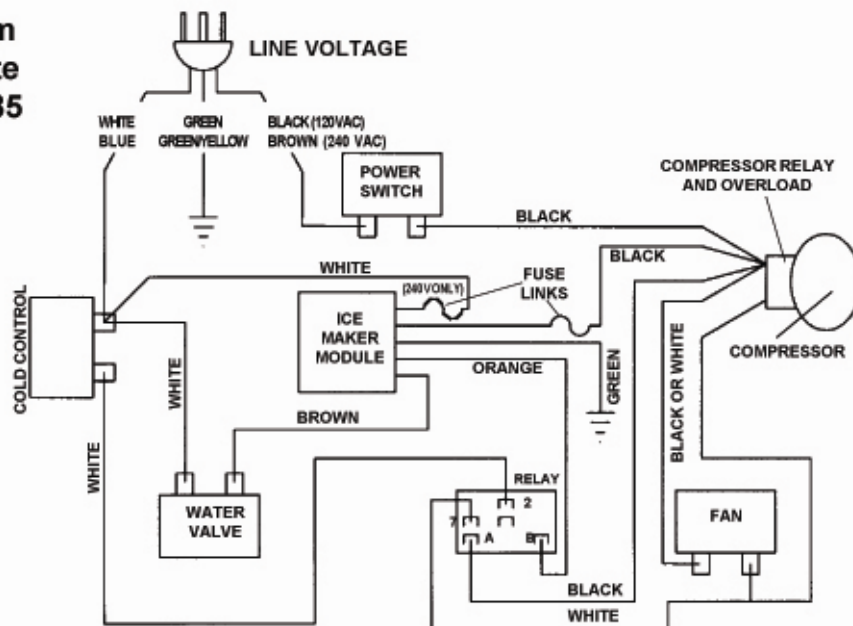 LINE VOLTAGE
WHITE
BLUE
GREEN
GREEN/YELLOW
BLACK (120VAC)
BROWN (240 VAC)
POWER
SWITCH
COMPRESSOR RELAY
AND OVERLOAD
BLACK
WHITE
BLACK
(240 V ONLY)
FUSE
LINKS
COLD CONTROL
ICE
MAKER
MODULE
COMPRESSOR
ORANGE
GREEN
BLACK OR WHITE
WHITE
BROWN
WHITE
RELAY
2
7
A
B
WATER
VALVE
FAN
BLACK
WHITE